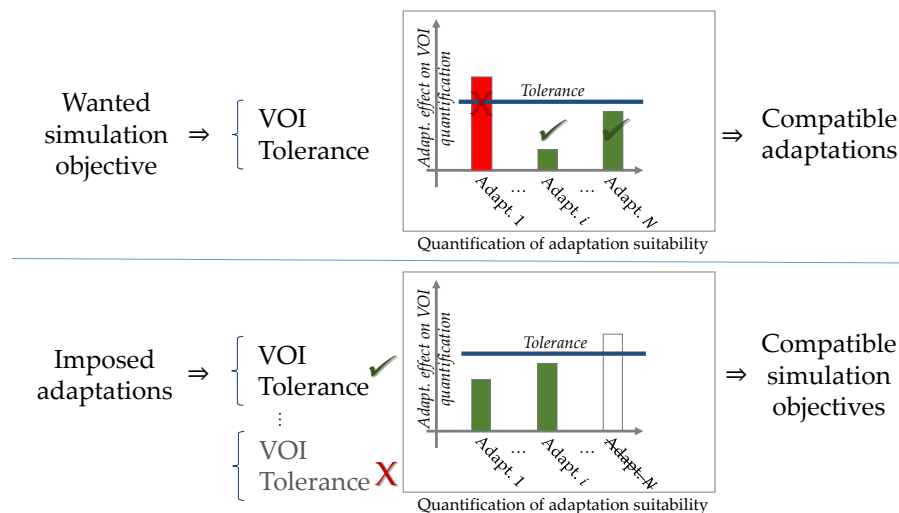 Wanted
simulation
objective
⇒
VOI
Tolerance
Adapt. effect on VOI
quantification
Tolerance
X
✓
✓
Adapt. 1
...
Adapt. i
...
Adapt. N
Quantification of adaptation suitability
⇒
Compatible
adaptations
Imposed
adaptations
⇒
VOI
Tolerance ✓
⋮
VOI
Tolerance X
Adapt. effect on VOI
quantification
Tolerance
Adapt. 1
...
Adapt. i
...
Adapt. N
Quantification of adaptation suitability
⇒
Compatible
simulation
objectives